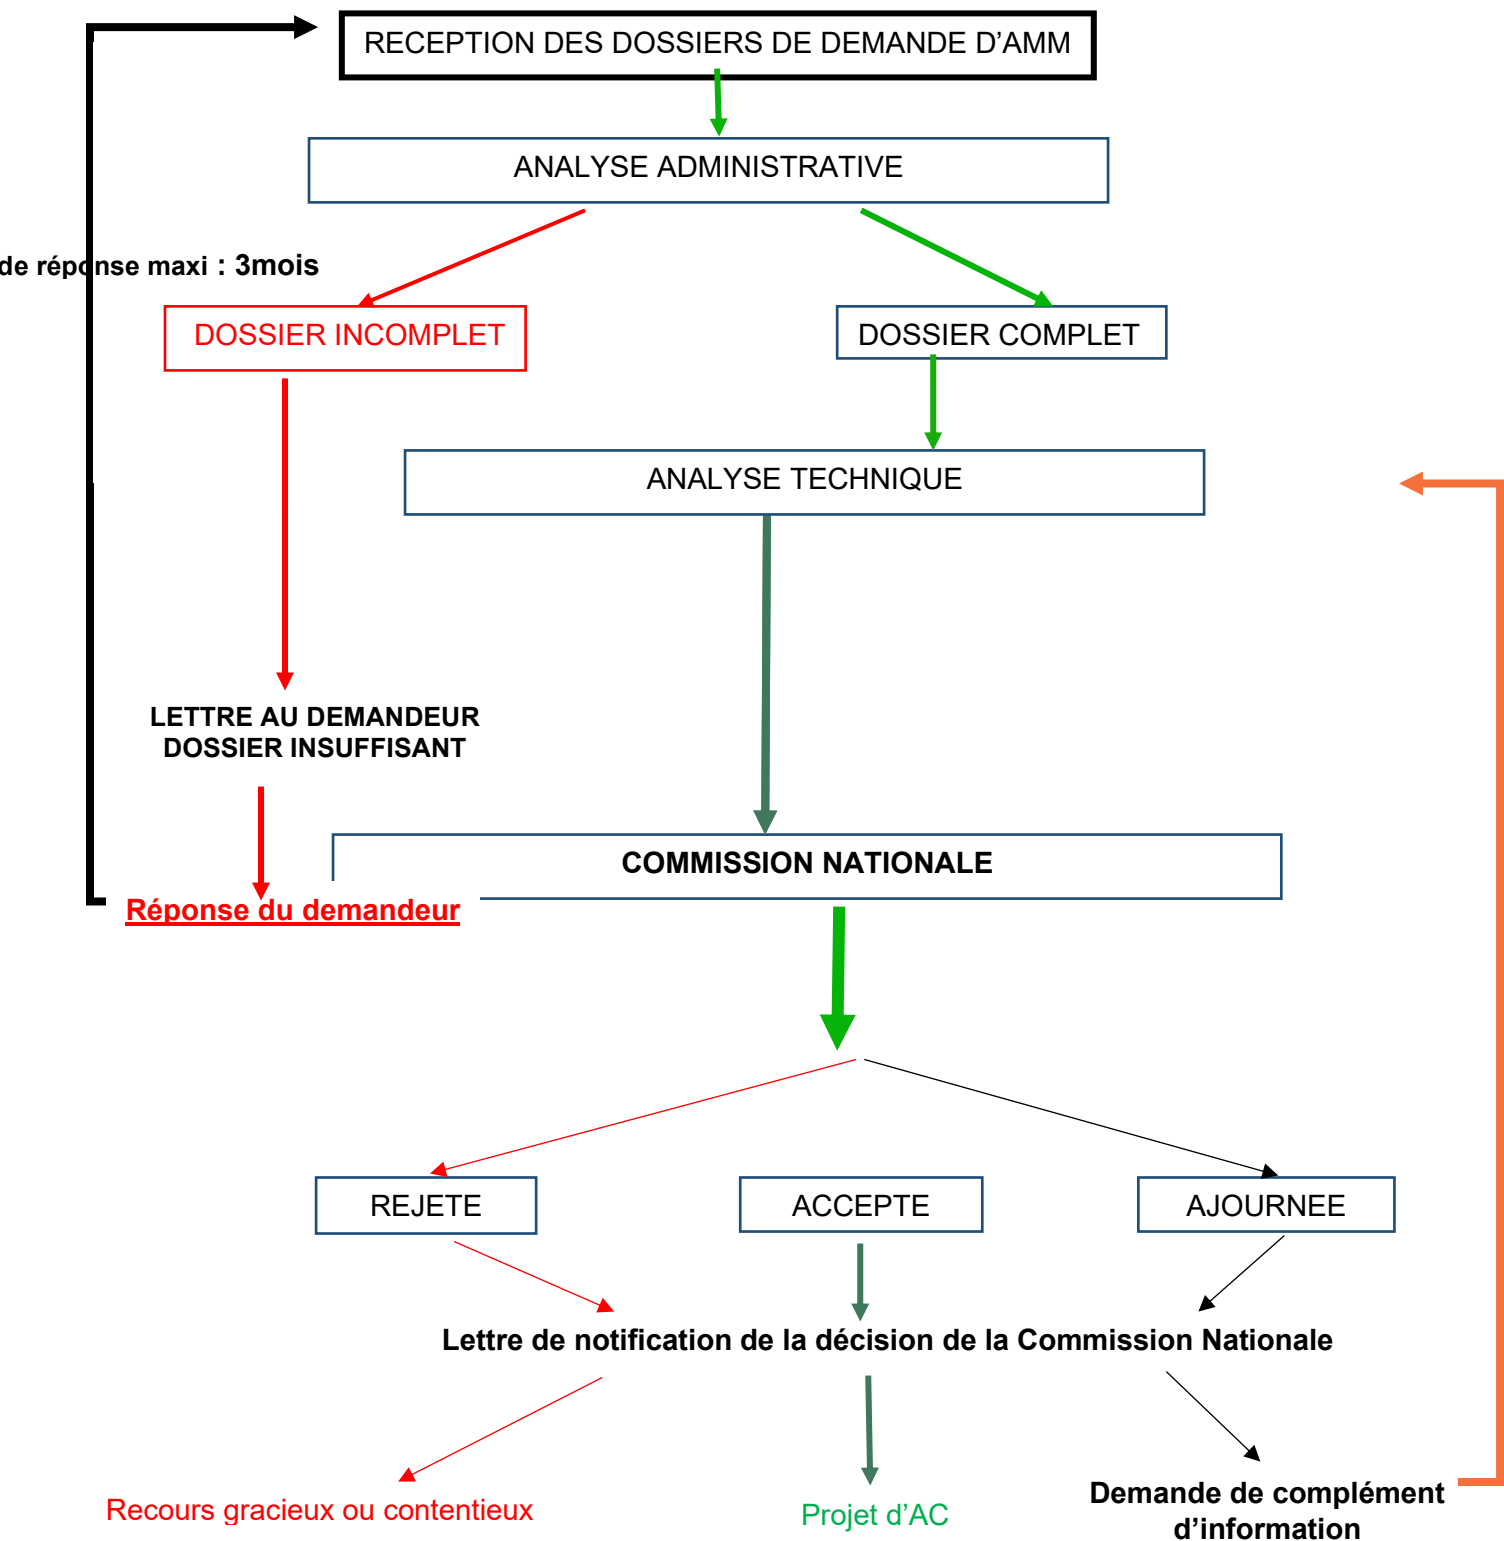 RECEPTION DES DOSSIERS DE DEMANDE D’AMM
ANALYSE ADMINISTRATIVE
de réponse maxi : 3mois
DOSSIER INCOMPLET
DOSSIER COMPLET
ANALYSE TECHNIQUE
LETTRE AU DEMANDEUR
DOSSIER INSUFFISANT
COMMISSION NATIONALE
Réponse du demandeur
REJETE
ACCEPTE
AJOURNEE
Lettre de notification de la décision de la Commission Nationale
Recours gracieux ou contentieux
Projet d’AC
Demande de complément
d’information